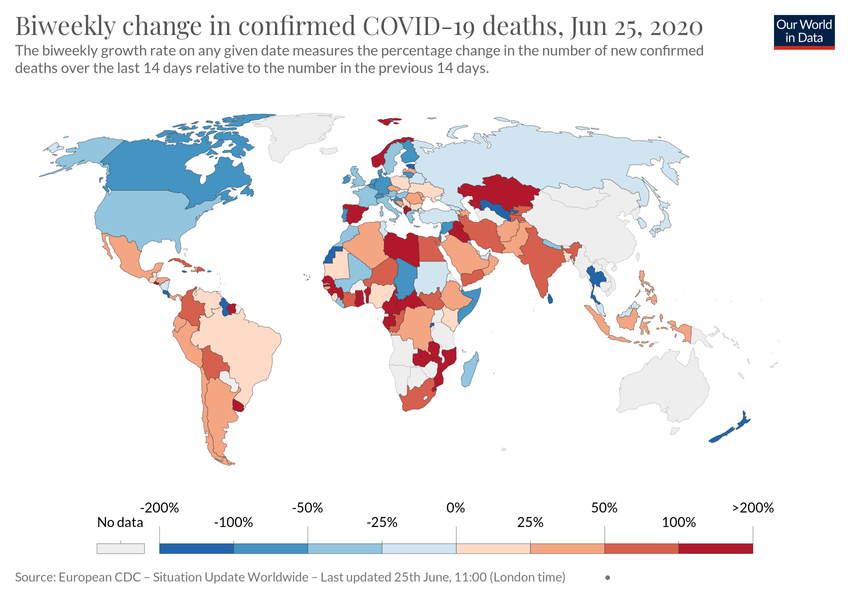 Biweekly change in confirmed COVID-19 deaths, Jun 25, 2020
Our World
in Data
The biweekly growth rate on any given date measures the percentage change in the number of new confirmed
deaths over the last 14 days relative to the number in the previous 14 days.
-200% -50% 0% 50% >200%
No data -100% -25% 25% 100%
Source: European CDC – Situation Update Worldwide – Last updated 25th June, 11:00 (London time) •